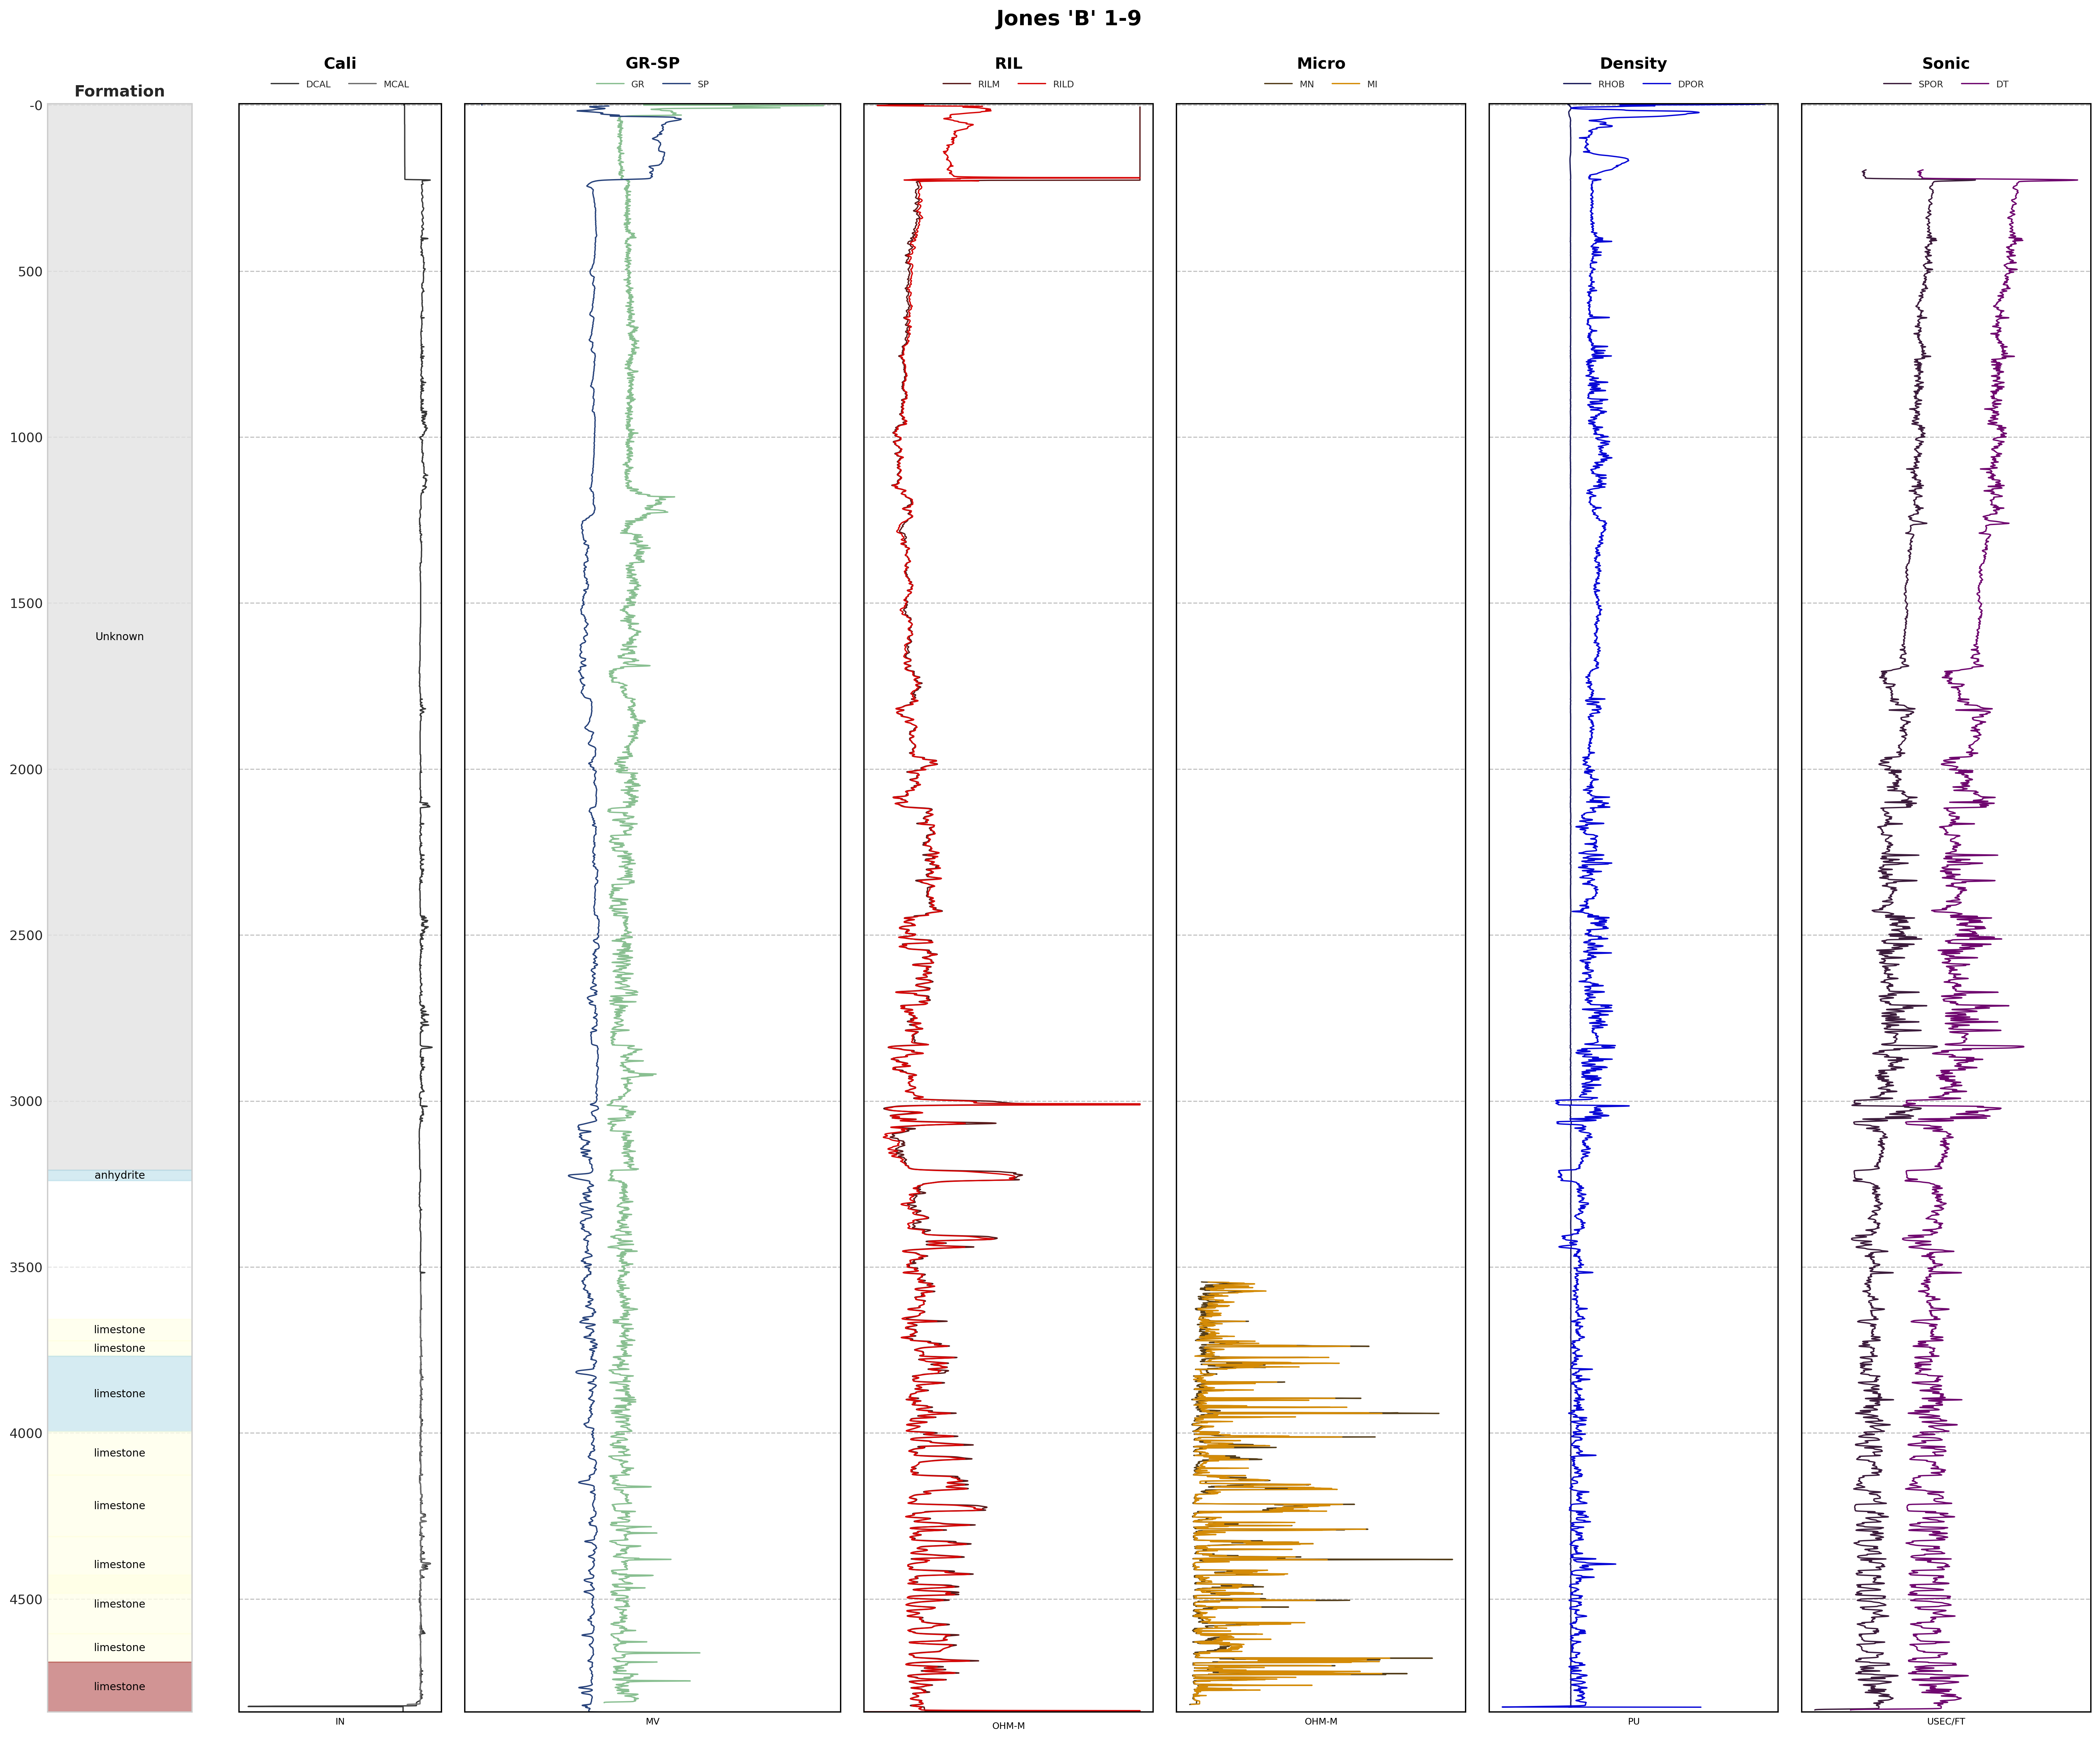 Jones 'B' 1-9
Formation
Cali
GR-SP
RIL
Micro
Density
Sonic
DCAL MCAL
GR SP
RILM RILD
MN MI
RHOB DPOR
SPOR DT
-0
500
1000
1500
2000
2500
3000
3500
4000
4500
Unknown
anhydrite
limestone
limestone
limestone
limestone
limestone
limestone
limestone
limestone
limestone
IN
MV
OHM-M
OHM-M
PU
USEC/FT